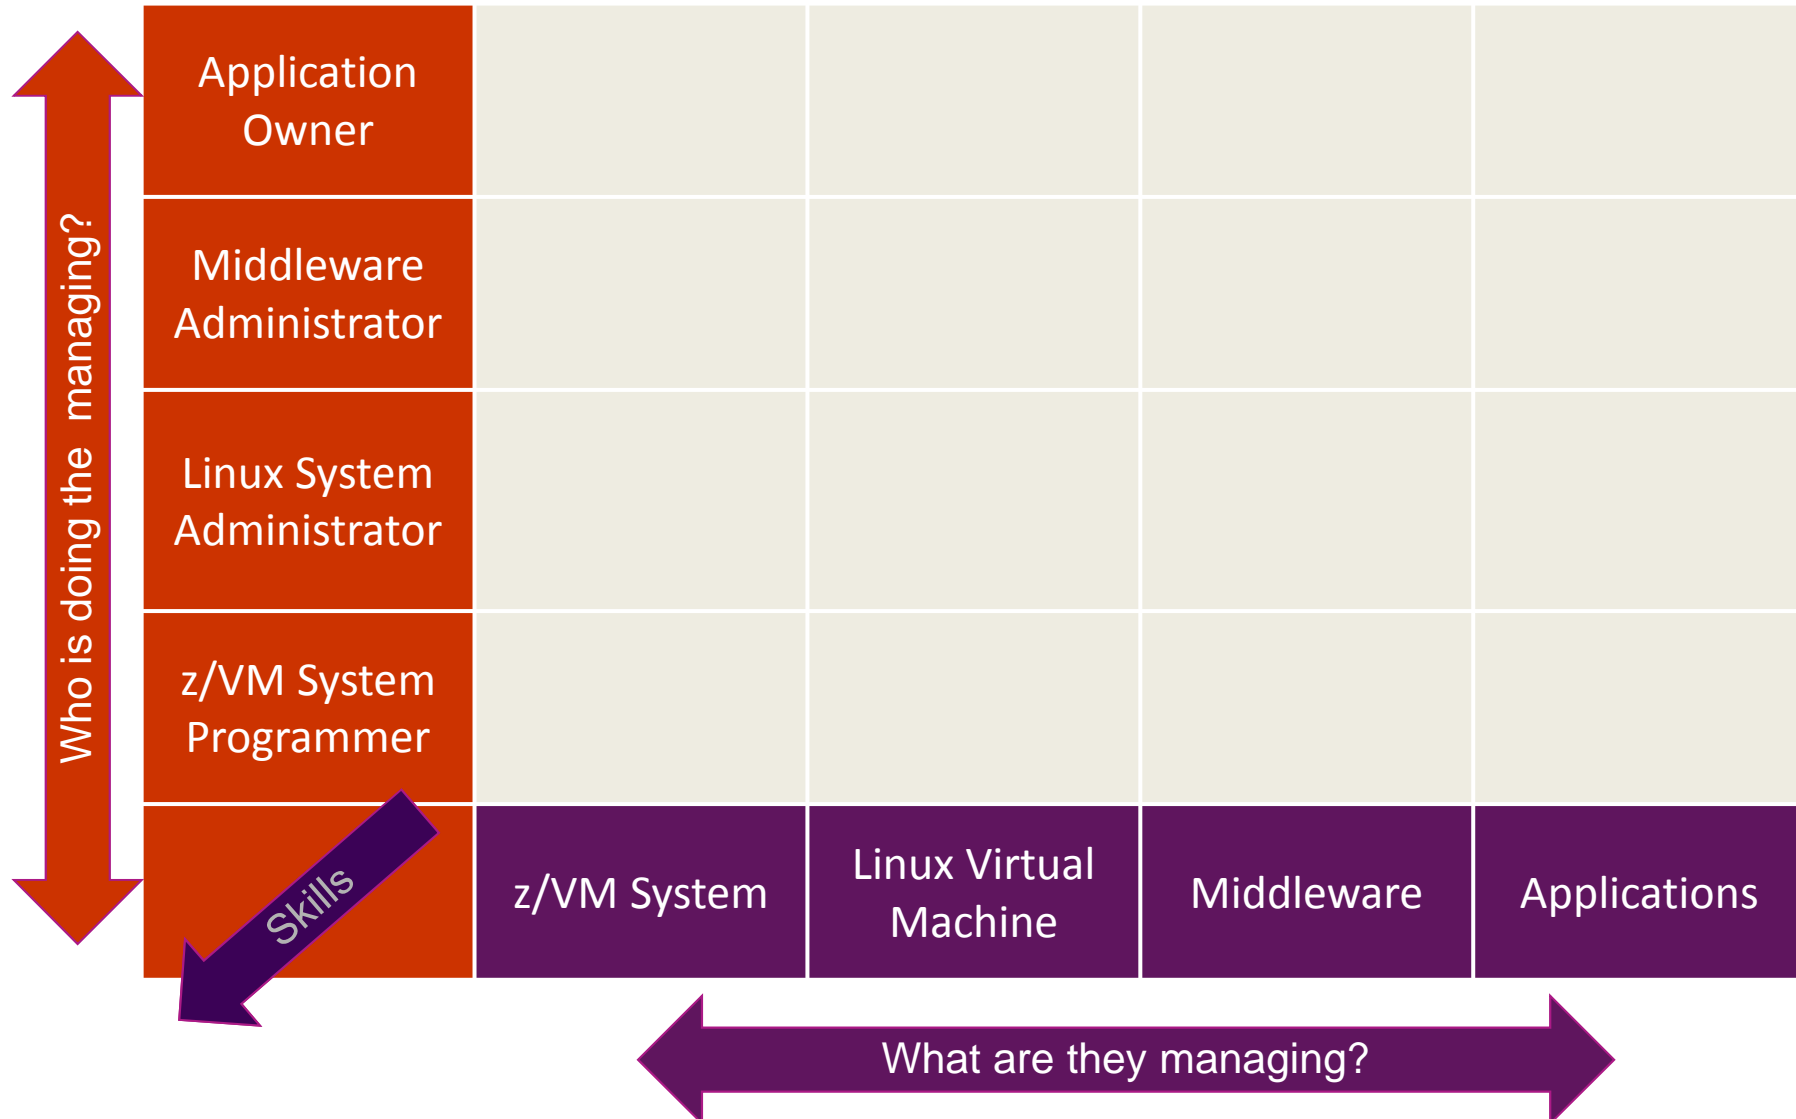 Who is doing the  managing?
Application
Owner
Middleware
Administrator
Linux System
Administrator
z/VM System
Programmer
Skills
z/VM System
Linux Virtual
Machine
Middleware
Applications
What are they managing?